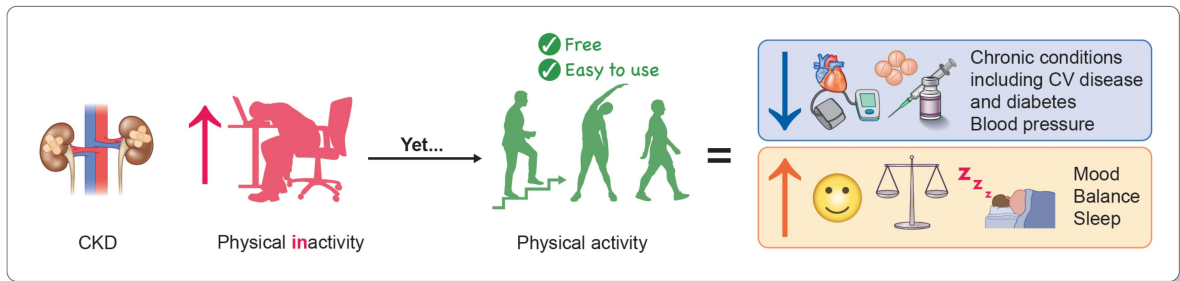 Free
Easy to use
Yet...
CKD
Physical inactivity
Physical activity
=
Chronic conditions
including CV disease
and diabetes
Blood pressure
z z z
Mood
Balance
Sleep